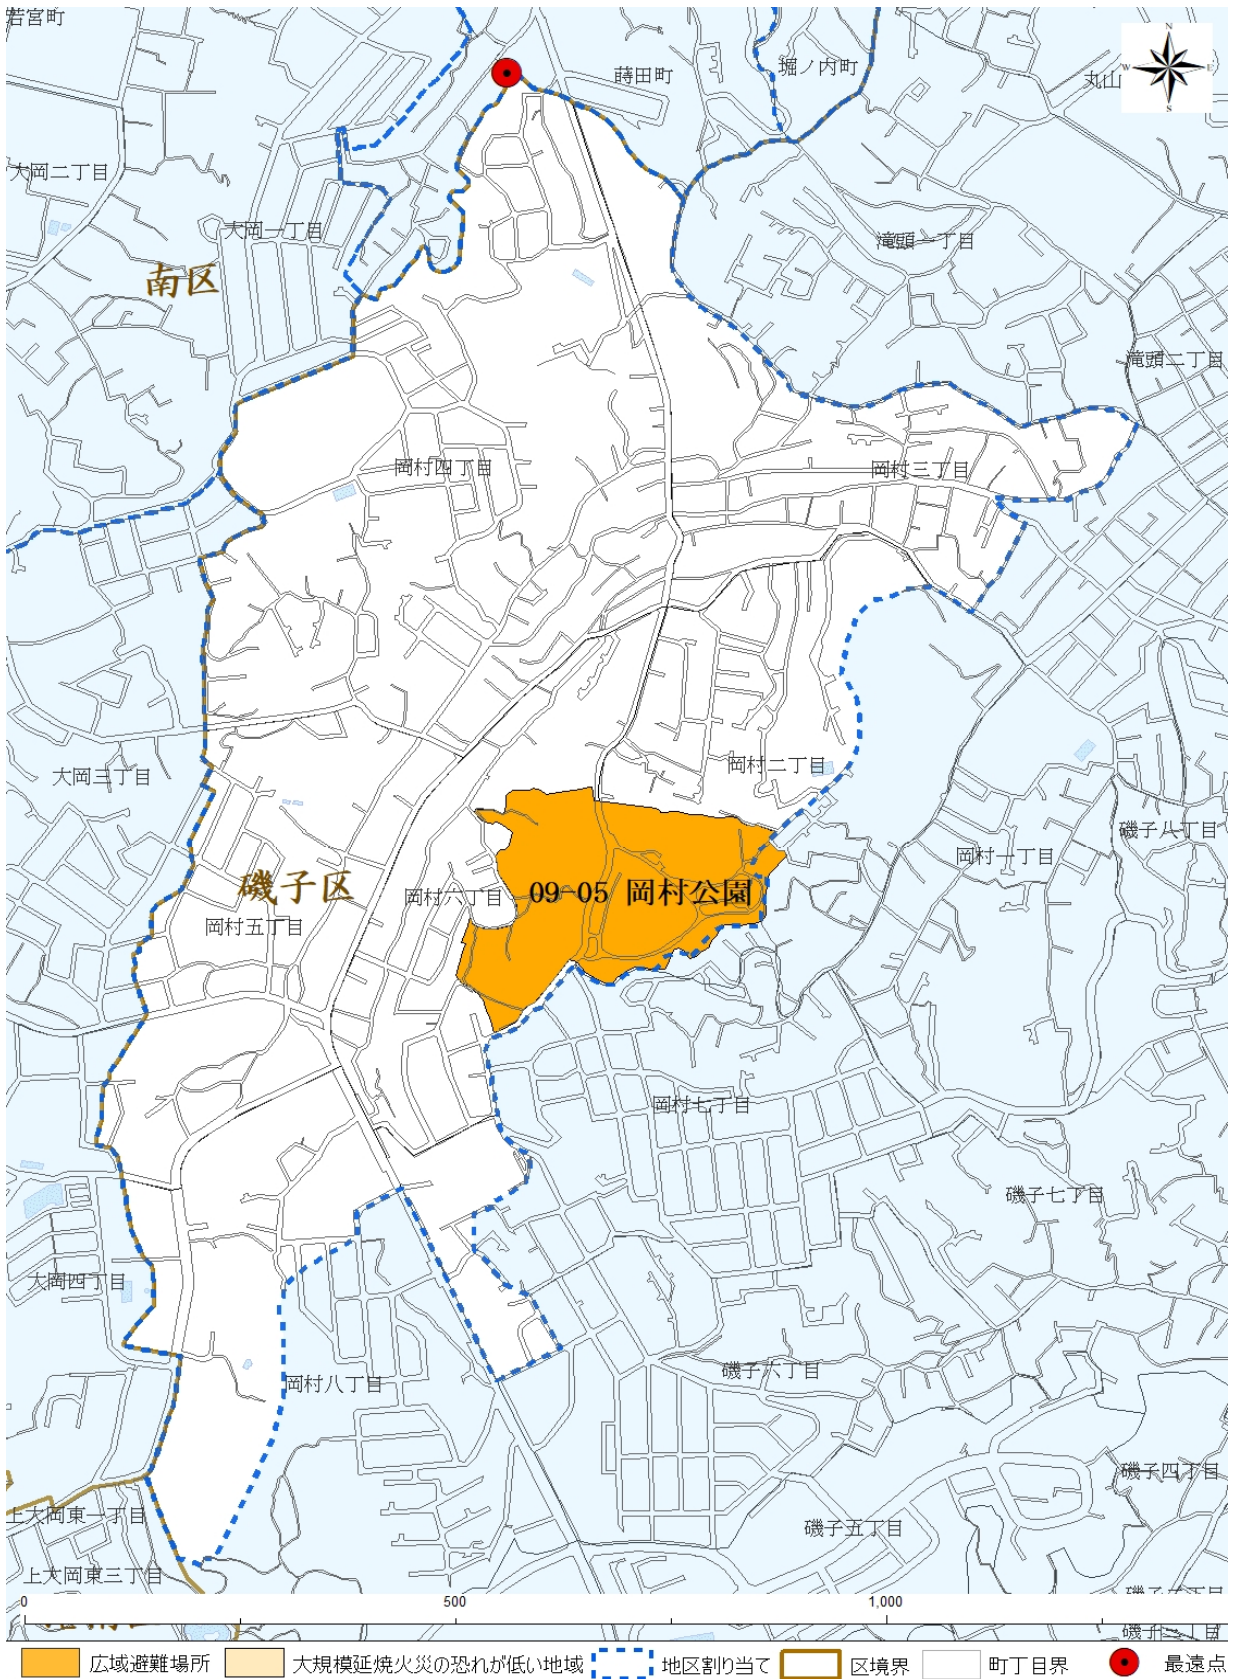 若宮町
蒔田町
堀ノ内町
丸山
N
W
E
S
大岡二丁目
大岡一丁目
滝頭一丁目
南区
滝頭二丁目
岡村四丁目
岡村三丁目
大岡三丁目
岡村二丁目
磯子八丁目
岡村一丁目
磯子区
岡村六丁目
09-05 岡村公園
岡村五丁目
岡村七丁目
磯子七丁目
大岡四丁目
岡村八丁目
磯子六丁目
磯子四丁目
上大岡東一丁目
磯子五丁目
上大岡東三丁目
0
500
1,000
磯子三丁目
広域避難場所
大規模延焼火災の恐れが低い地域
地区割り当て
区境界
町丁目界
最遠点